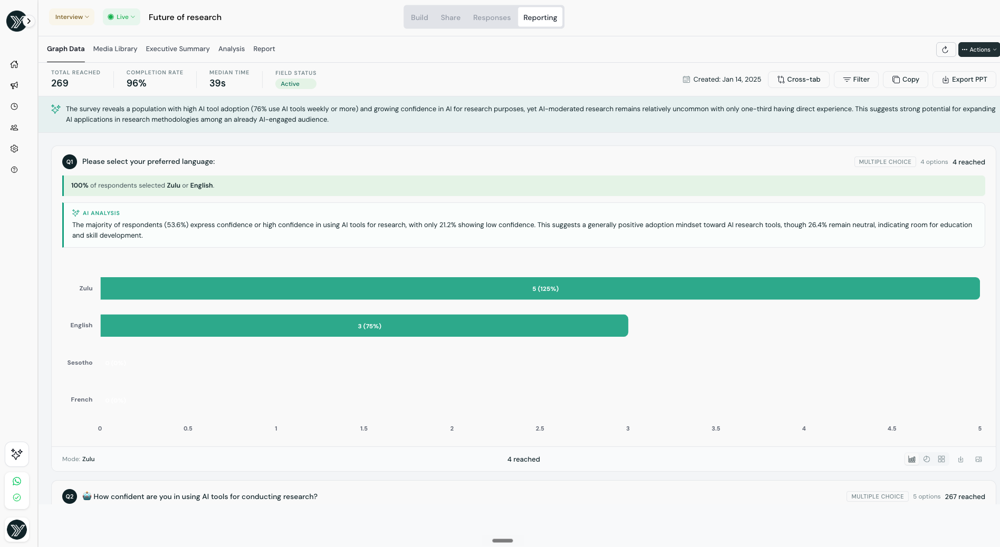 Interview
Live
Future of research
Build
Share
Responses
Reporting
Graph Data
Media Library
Executive Summary
Analysis
Report
Actions
TOTAL REACHED
269
COMPLETION RATE
96%
MEDIAN TIME
39s
FIELD STATUS
Active
Created: Jan 14, 2025
Cross-tab
Filter
Copy
Export PPT
The survey reveals a population with high AI tool adoption (76% use AI tools weekly or more) and growing confidence in AI for research purposes, yet AI-moderated research remains relatively uncommon with only one-third having direct experience. This suggests strong potential for expanding
AI applications in research methodologies among an already AI-engaged audience.
Q1
Please select your preferred language:
MULTIPLE CHOICE
4 options
4 reached
100% of respondents selected Zulu or English.
AI ANALYSIS
The majority of respondents (53.6%) express confidence or high confidence in using AI tools for research, with only 21.2% showing low confidence. This suggests a generally positive adoption mindset toward AI research tools, though 26.4% remain neutral, indicating room for education
and skill development.
Zulu
5 (125%)
English
3 (75%)
Sesotho
0 (0%)
French
0 (0%)
0
0.5
1
1.5
2
2.5
3
3.5
4
4.5
5
Mode: Zulu
4 reached
Q2
How confident are you in using AI tools for conducting research?
MULTIPLE CHOICE
5 options
267 reached